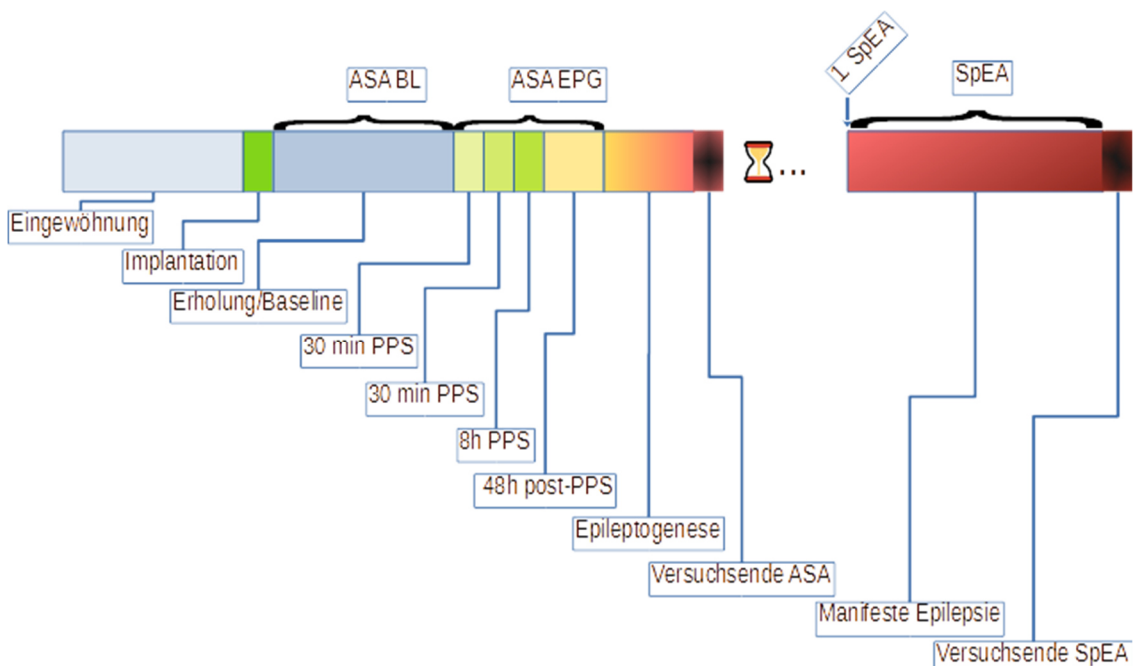 1. SpEA
ASA BL
ASA EPG
SpEA
...
Eingewöhnung
Implantation
Erholung/Baseline
30 min PPS
30 min PPS
8h PPS
48h post-PPS
Epileptogenese
Versuchsende ASA
Manifeste Epilepsie
Versuchsende SpEA